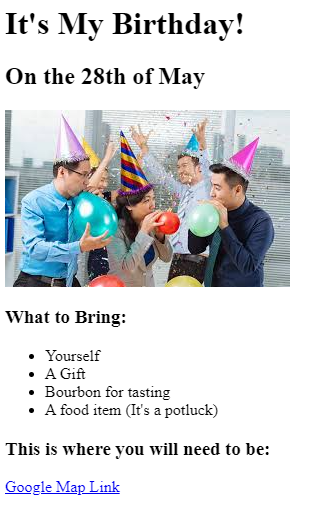 It's My Birthday!
On the 28th of May
What to Bring:
Yourself
A Gift
Bourbon for tasting
A food item (It's a potluck)
This is where you will need to be:
Google Map Link